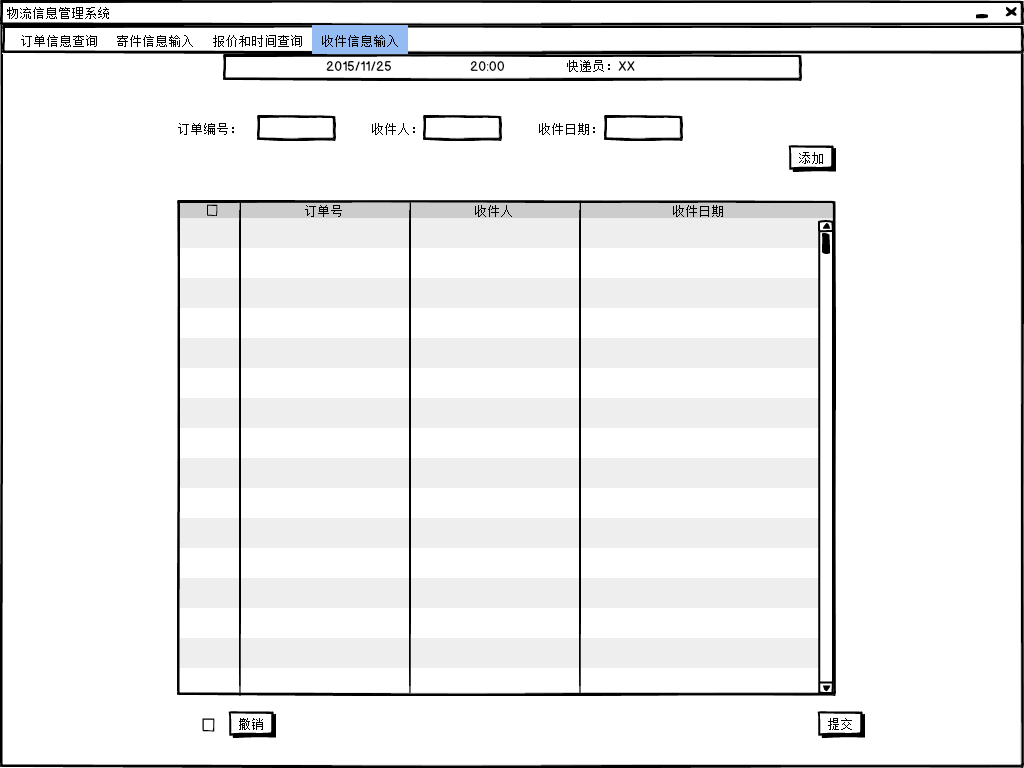 物流信息管理系统
订单信息查询 寄件信息输入 报价和时间查询 收件信息输入
2015/11/25 20:00 快递员：XX
订单编号： 收件人： 收件日期：
添加
订单号 收件人 收件日期
撤销 提交